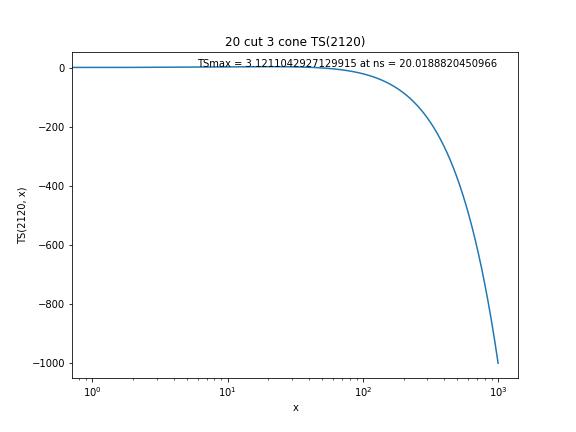 20 cut 3 cone TS(2120)
TSmax = 3.1211042927129915 at ns = 20.0188820450966
0
−200
−400
−600
−800
−1000
TS(2120, x)
10⁰
10¹
10²
10³
x